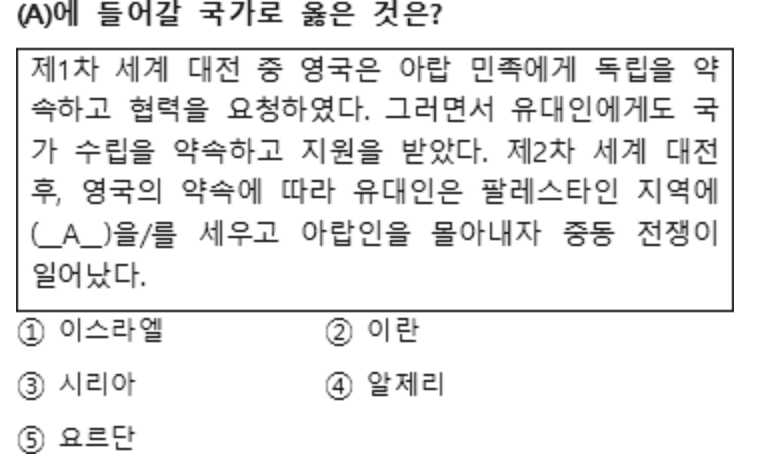 (A)에 들어갈 국가로 옳은 것은?
제1차 세계 대전 중 영국은 아랍 민족에게 독립을 약
속하고 협력을 요청하였다. 그러면서 유대인에게도 국
가 수립을 약속하고 지원을 받았다. 제2차 세계 대전
후, 영국의 약속에 따라 유대인은 팔레스타인 지역에
(__A__)을/를 세우고 아랍인을 몰아내자 중동 전쟁이
일어났다.
① 이스라엘 ② 이란
③ 시리아 ④ 알제리
⑤ 요르단